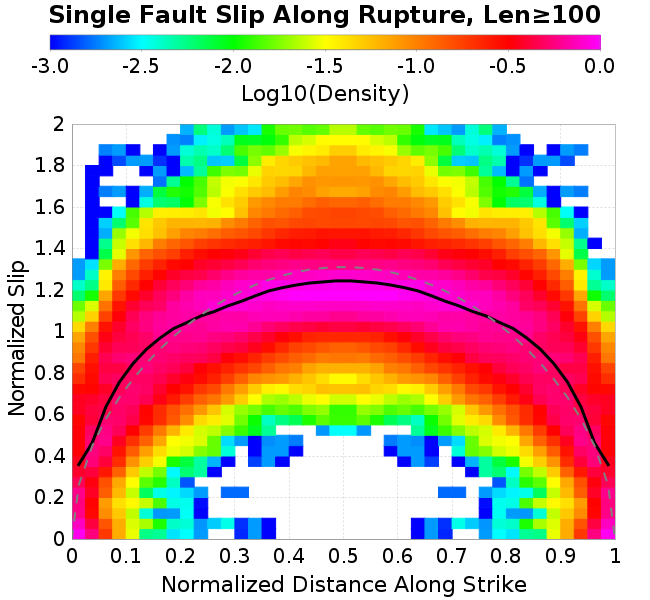 Single Fault Slip Along Rupture, Len≥100
-3.0 -2.5 -2.0 -1.5 -1.0 -0.5 0.0
Log10(Density)
Normalized Slip
2
1.8
1.6
1.4
1.2
1
0.8
0.6
0.4
0.2
0
0 0.1 0.2 0.3 0.4 0.5 0.6 0.7 0.8 0.9 1
Normalized Distance Along Strike